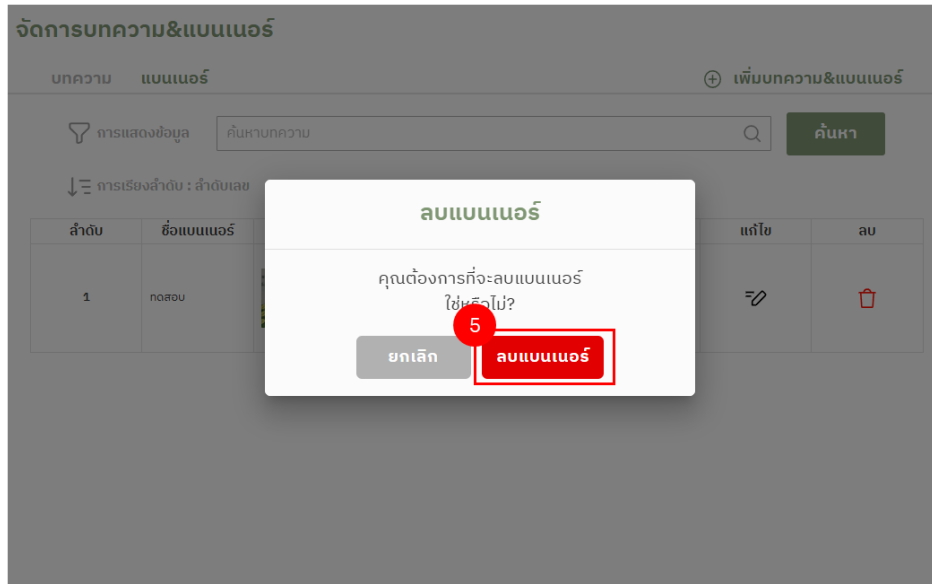 จัดการบทความ&แบนเนอร์
บทความ แบนเนอร์ เพิ่มบทความ&แบนเนอร์
การแสดงข้อมูล ค้นหาบทความ ค้นหา
การเรียงลำดับ : ลำดับเลข
ลำดับ ชื่อแบนเนอร์ แก้ไข ลบ
1 ทดสอบ
ลบแบนเนอร์
คุณต้องการที่จะลบแบนเนอร์
ใช่หรือไม่?
5
ยกเลิก ลบแบนเนอร์